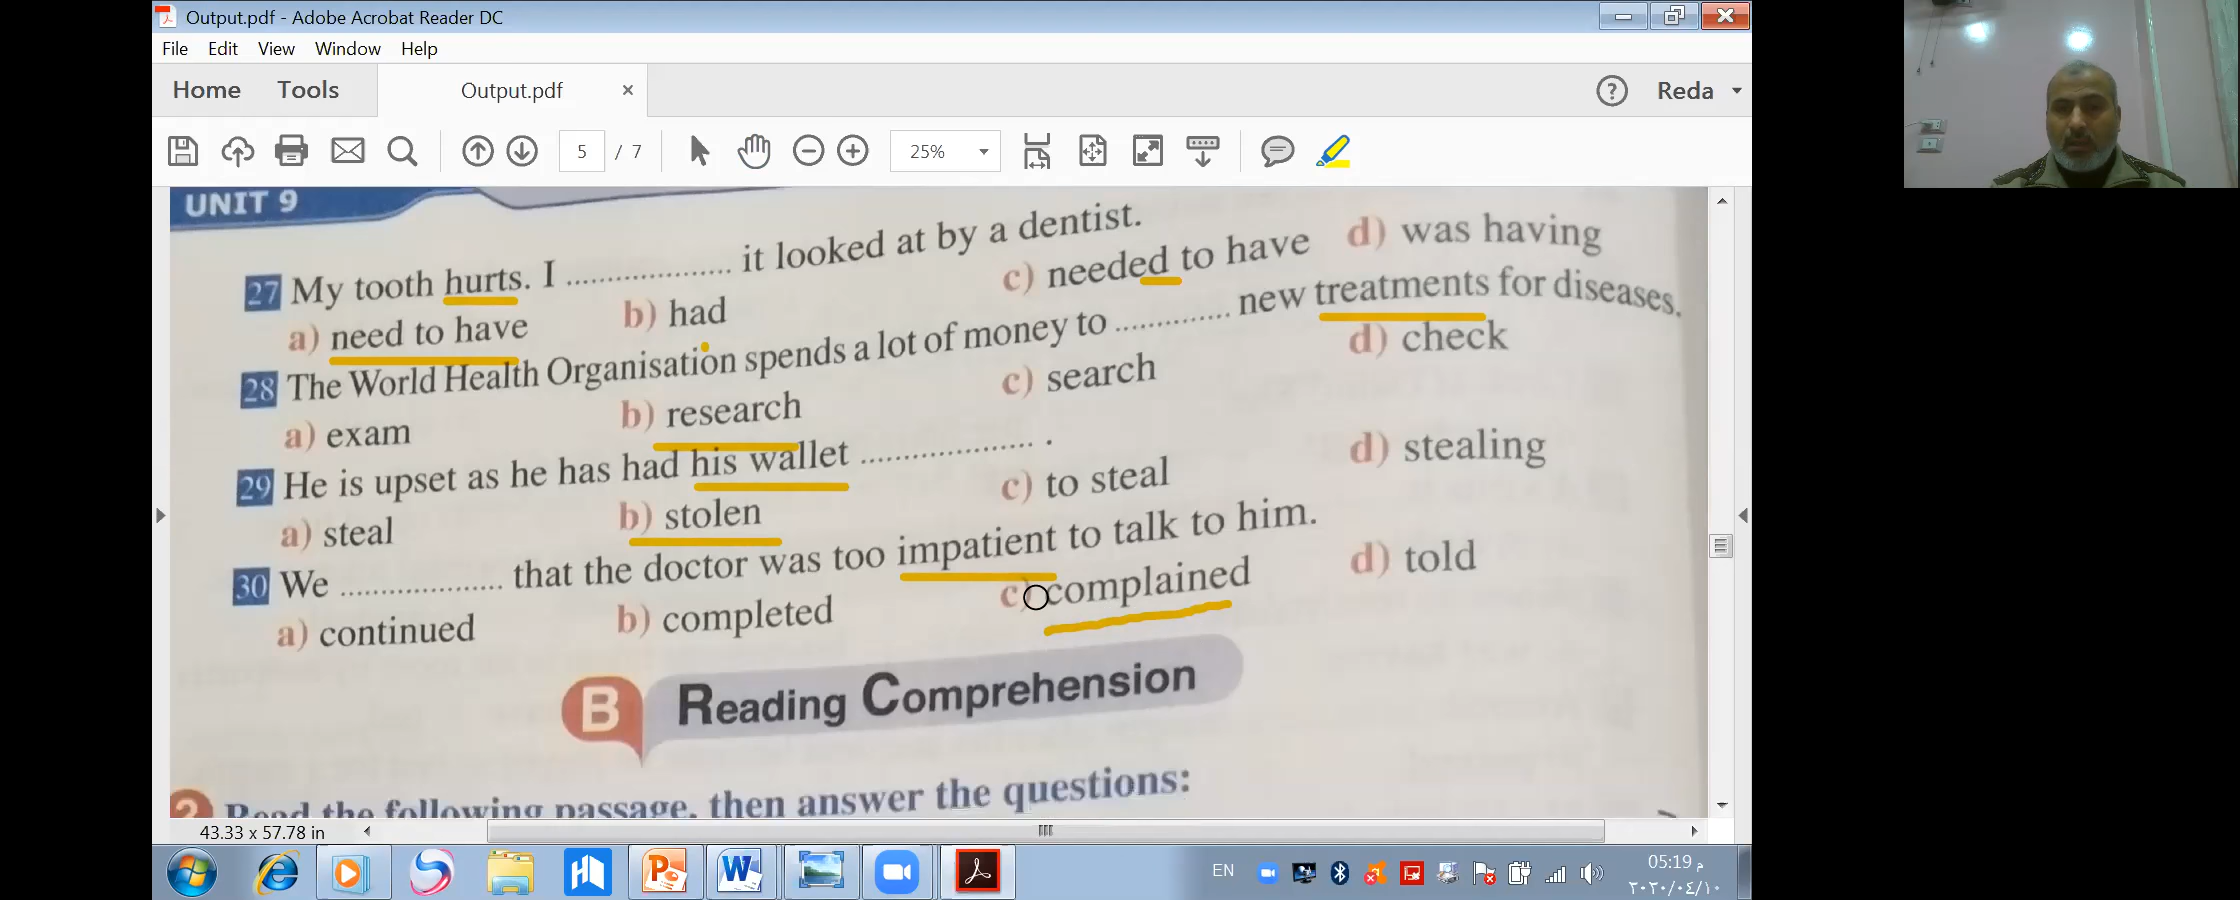 Output.pdf - Adobe Acrobat Reader DC
File Edit View Window Help
Home Tools Output.pdf × ? Reda
5 / 7 25%
UNIT 9
27 My tooth hurts. I .................... it looked at by a dentist.
a) need to have b) had c) needed to have d) was having
28 The World Health Organisation spends a lot of money to ............. new treatments for diseases.
a) exam b) research c) search d) check
29 He is upset as he has had his wallet .................... .
a) steal b) stolen c) to steal d) stealing
30 We .................... that the doctor was too impatient to talk to him.
a) continued b) completed c) complained d) told
B Reading Comprehension
2 Read the following passage, then answer the questions:
43.33 x 57.78 in
EN 05:19 م
٢٠٢٠/٠٤/١٠